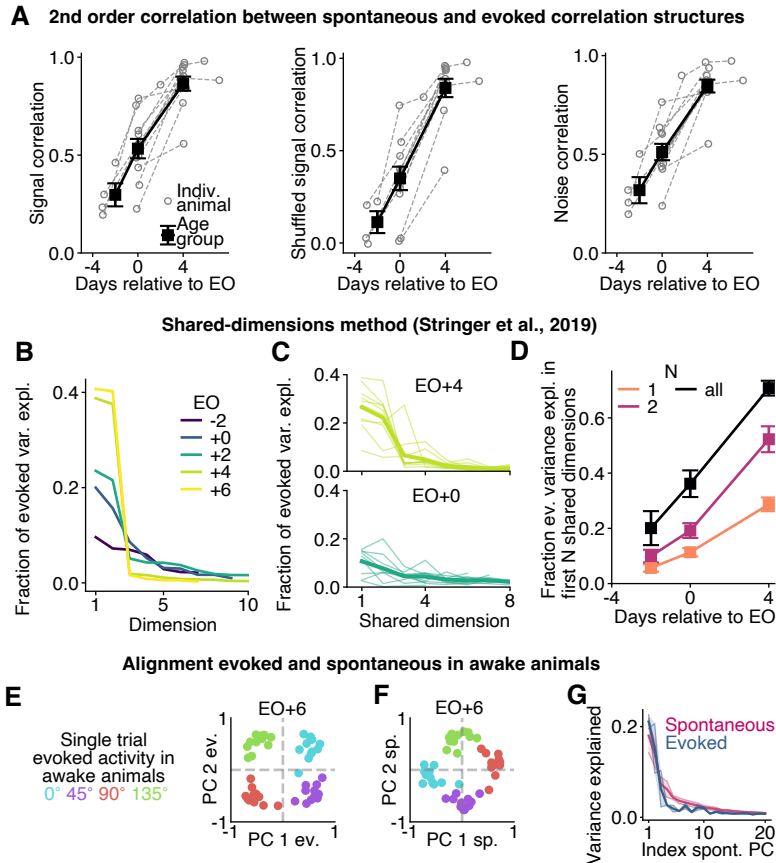 A 2nd order correlation between spontaneous and evoked correlation structures
Signal correlation
1.0
0.5
0.0
-4 0 4
Days relative to EO
Indiv. animal
Age group
Shuffled signal correlation
1.0
0.5
0.0
-4 0 4
Days relative to EO
Noise correlation
1.0
0.5
0.0
-4 0 4
Days relative to EO
Shared-dimensions method (Stringer et al., 2019)
B
Fraction of evoked var. expl.
0.4
0.2
0.0
1 5 10
Dimension
EO
-2
+0
+2
+4
+6
C
Fraction of evoked var. expl.
EO+4
0.4
0.2
0.0
EO+0
0.4
0.2
0.0
1 4 8
Shared dimension
D
Fraction ev. variance expl. in
first N shared dimensions
N
1
2
all
0.6
0.4
0.2
0.0
-4 0 4
Days relative to EO
Alignment evoked and spontaneous in awake animals
E
Single trial
evoked activity in
awake animals
0° 45° 90° 135°
EO+6
PC 2 ev.
1
-1
-1 1
PC 1 ev.
F
EO+6
PC 2 sp.
1
-1
-1 1
PC 1 sp.
G
Variance explained
0.2
0.0
Spontaneous
Evoked
1 10 20
Index spont. PC